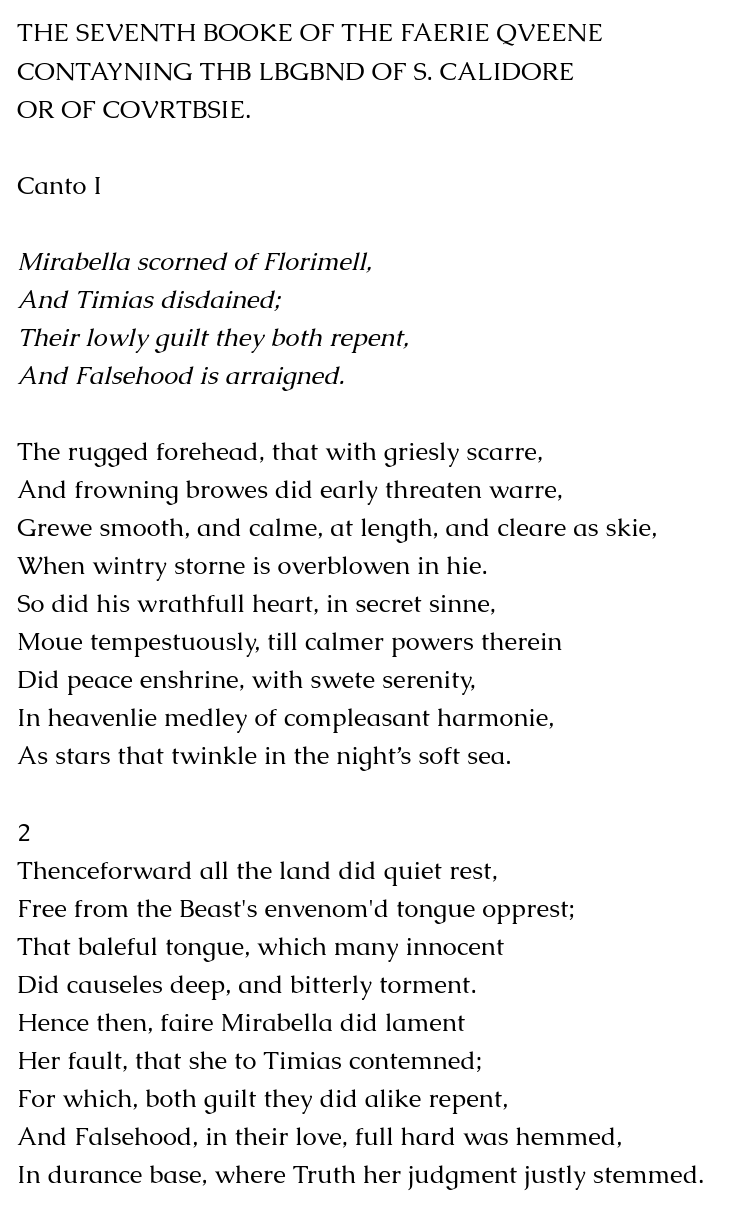 THE SEVENTH BOOKE OF THE FAERIE QVEENE
CONTAYNING THB LBGBND OF S. CALIDORE
OR OF COVRTBSIE.
Canto I
Mirabella scorned of Florimell,
And Timias disdained;
Their lowly guilt they both repent,
And Falsehood is arraigned.
The rugged forehead, that with griesly scarre,
And frowning browes did early threaten warre,
Grewe smooth, and calme, at length, and cleare as skie,
When wintry storne is overblowen in hie.
So did his wrathfull heart, in secret sinne,
Moue tempestuously, till calmer powers therein
Did peace enshrine, with swete serenity,
In heavenlie medley of compleasant harmonie,
As stars that twinkle in the night’s soft sea.
2
Thenceforward all the land did quiet rest,
Free from the Beast's envenom'd tongue opprest;
That baleful tongue, which many innocent
Did causeles deep, and bitterly torment.
Hence then, faire Mirabella did lament
Her fault, that she to Timias contemned;
For which, both guilt they did alike repent,
And Falsehood, in their love, full hard was hemmed,
In durance base, where Truth her judgment justly stemmed.